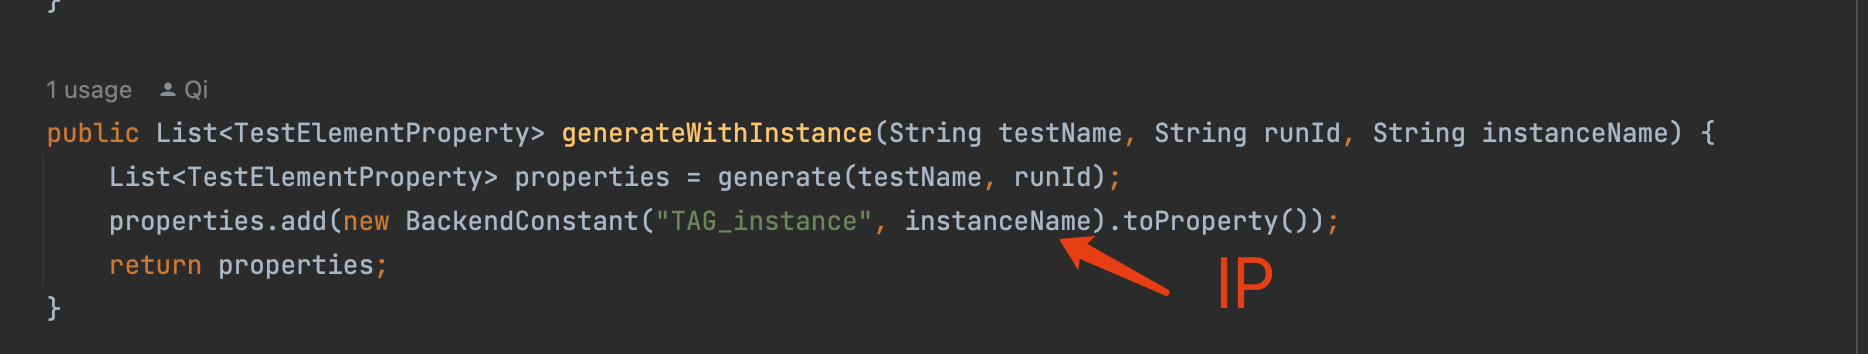 }
1 usage Qi
public List<TestElementProperty> generateWithInstance(String testName, String runId, String instanceName) {
List<TestElementProperty> properties = generate(testName, runId);
properties.add(new BackendConstant("TAG_instance", instanceName).toProperty());
return properties;
IP
}